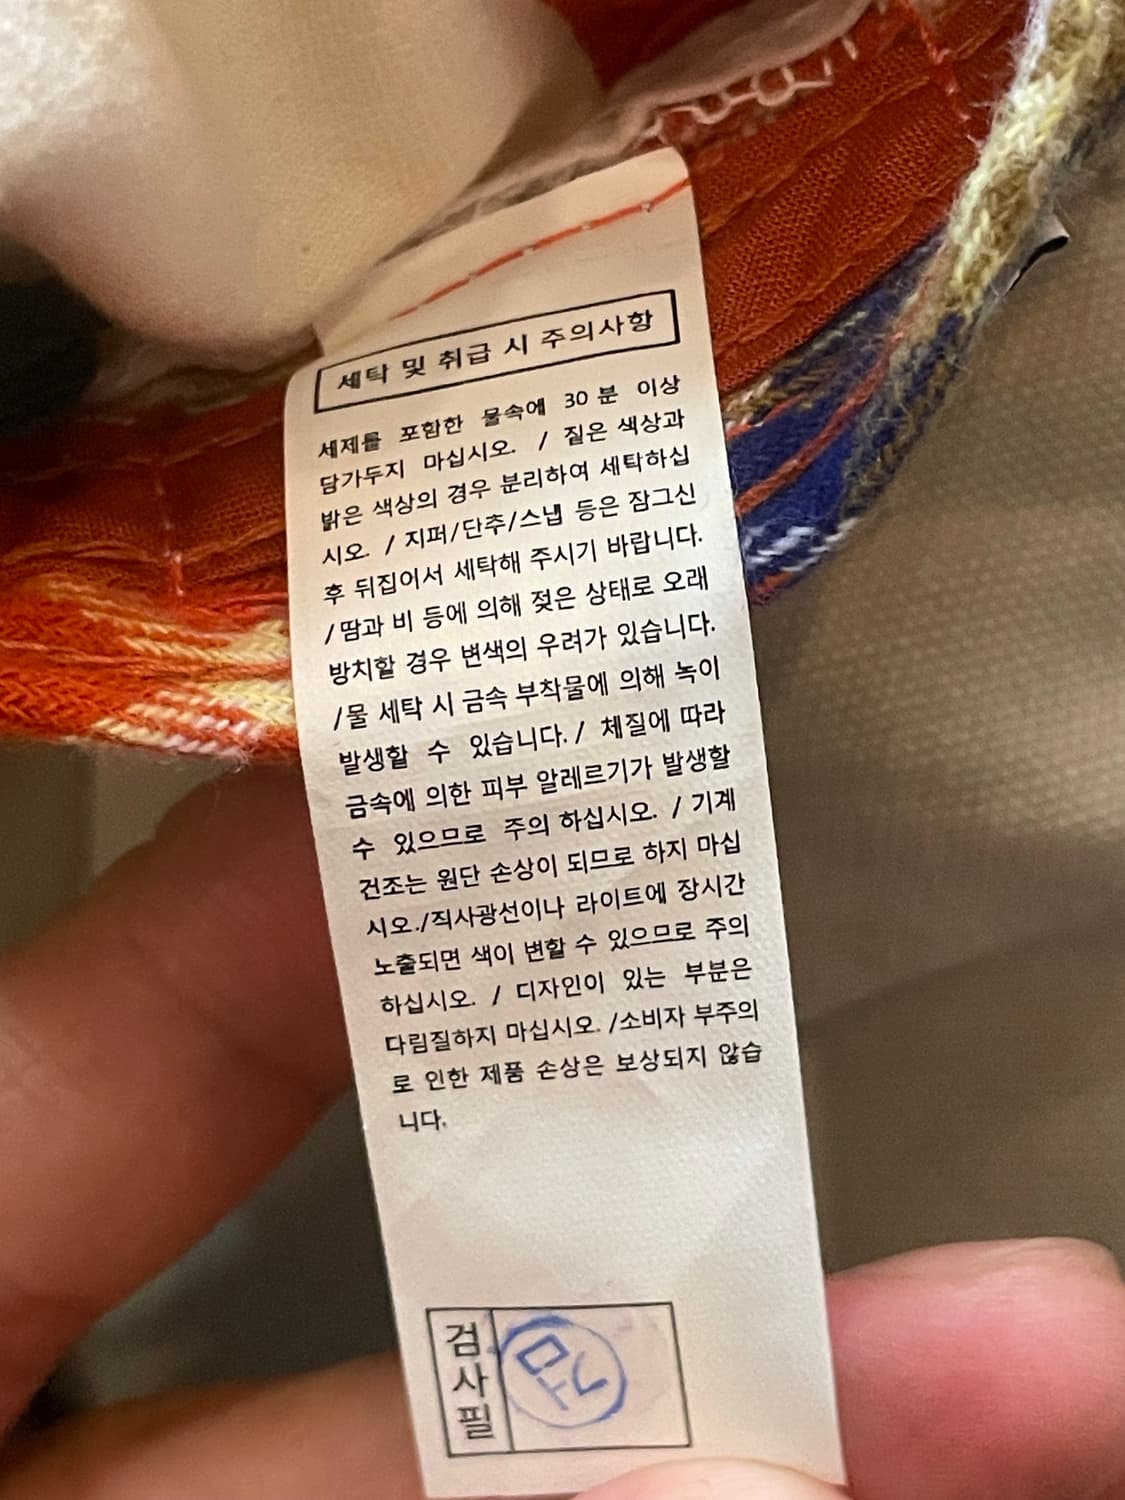 세탁 및 취급 시 주의사항
세제를 포함한 물속에 30분 이상
담가두지 마십시오. / 짙은 색상과
밝은 색상의 경우 분리하여 세탁하십
시오. / 지퍼/단추/스냅 등은 잠그신
후 뒤집어서 세탁해 주시기 바랍니다.
/땀과 비 등에 의해 젖은 상태로 오래
방치할 경우 변색의 우려가 있습니다.
/물 세탁 시 금속 부착물에 의해 녹이
발생할 수 있습니다. / 체질에 따라
금속에 의한 피부 알레르기가 발생할
수 있으므로 주의 하십시오. / 기계
건조는 원단 손상이 되므로 하지 마십
시오./직사광선이나 라이트에 장시간
노출되면 색이 변할 수 있으므로 주의
하십시오. / 디자인이 있는 부분은
다림질하지 마십시오. /소비자 부주의
로 인한 제품 손상은 보상되지 않습
니다.
검사필
검